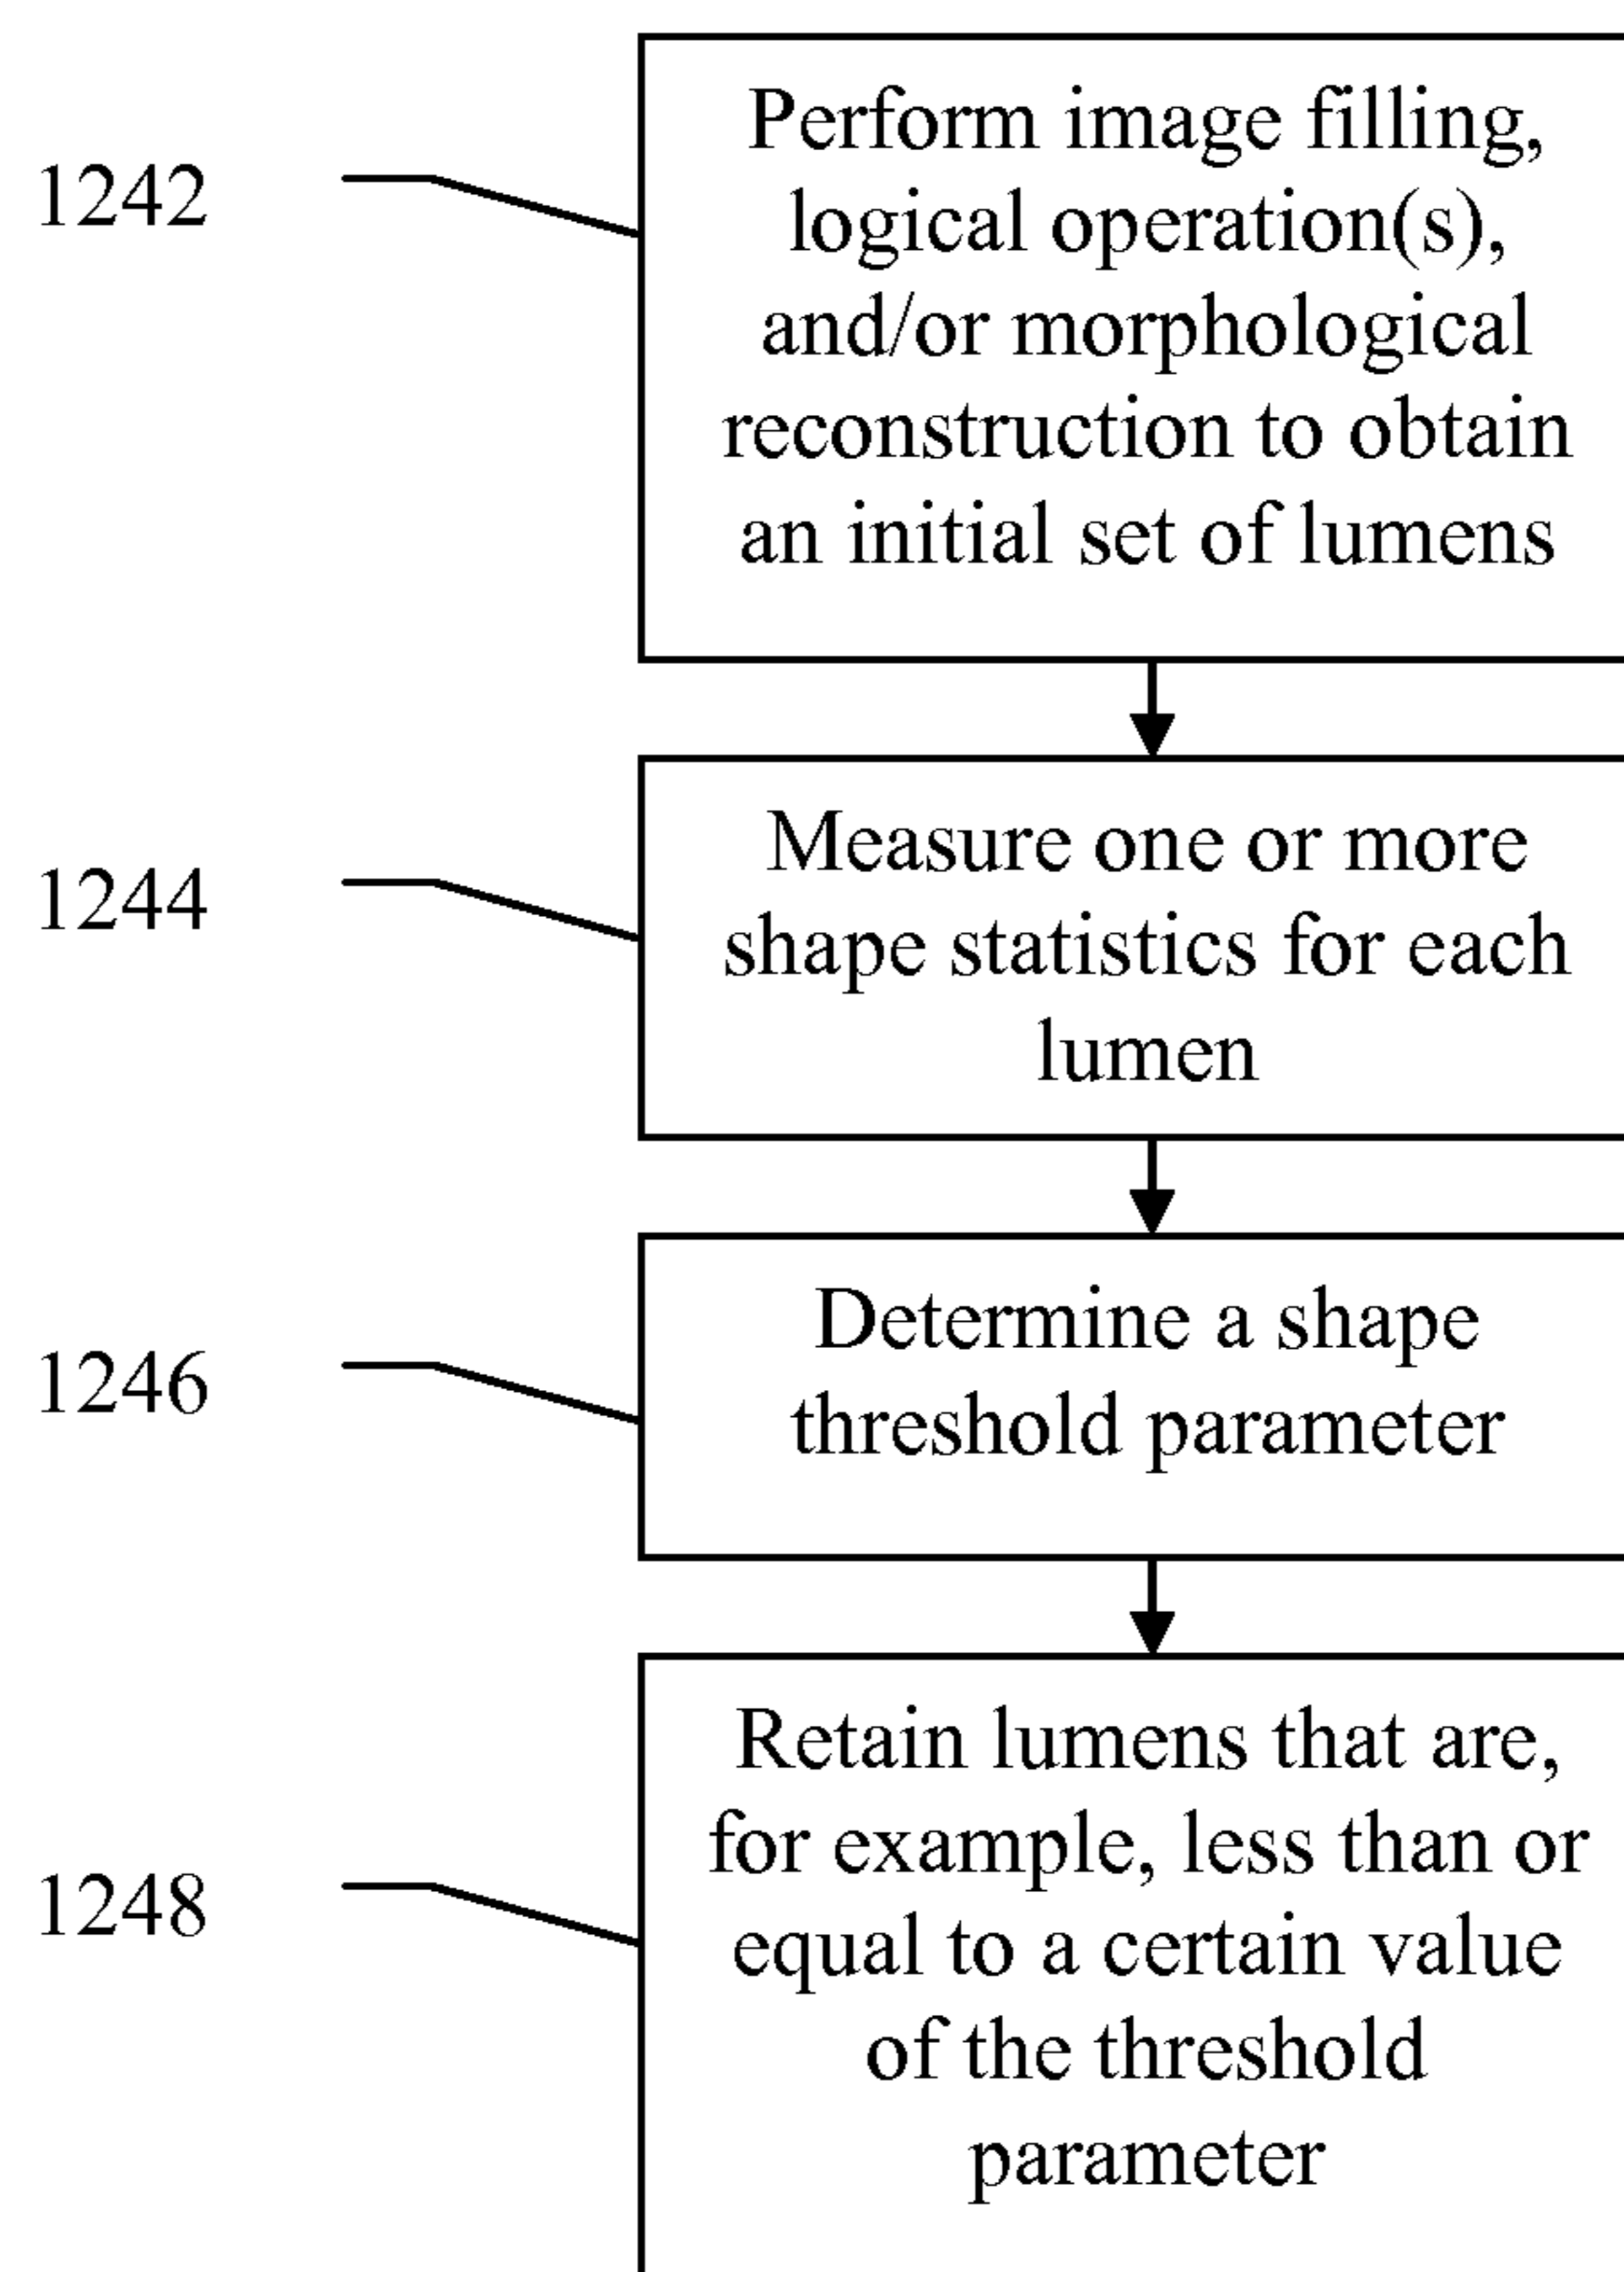 1242
Perform image filling,
logical operation(s),
and/or morphological
reconstruction to obtain
an initial set of lumens
1244
Measure one or more
shape statistics for each
lumen
1246
Determine a shape
threshold parameter
1248
Retain lumens that are,
for example, less than or
equal to a certain value
of the threshold
parameter